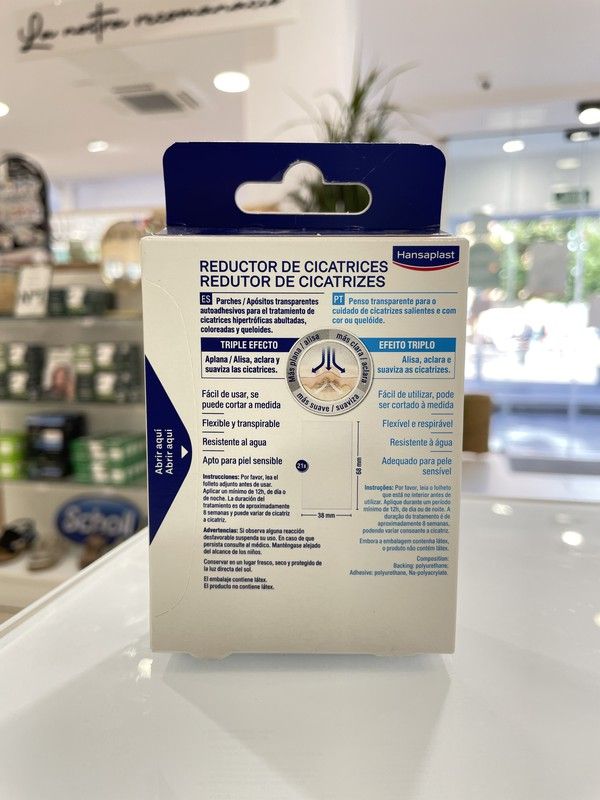 La nostra recomanació
Hansaplast
REDUCTOR DE CICATRICES
REDUTOR DE CICATRIZES
ES Parches / Apósitos transparentes
autoadhesivos para el tratamiento de
cicatrices hipertróficas abultadas,
coloreadas y queloides.
PT Penso transparente para o
cuidado de cicatrizes salientes e com
cor ou quelóide.
TRIPLE EFECTO
Aplana / Alisa, aclara y
suaviza las cicatrices.
EFEITO TRIPLO
Alisa, aclara e
suaviza as cicatrizes.
Más plana / alisa
más clara / aclara
más suave / suaviza
Fácil de usar, se
puede cortar a medida
Flexible y transpirable
Resistente al agua
Apto para piel sensible
Fácil de utilizar, pode
ser cortado à medida
Flexível e respirável
Resistente à água
Adequado para pele
sensível
21x
68 mm
38 mm
Instrucciones: Por favor, lea el
folleto adjunto antes de usar.
Aplicar un mínimo de 12h, de día o
de noche. La duración del
tratamiento es de aproximadamente
8 semanas y puede variar de cicatriz
a cicatriz.
Advertencias: Si observa alguna reacción
desfavorable suspenda su uso. En caso de que
persista consulte al médico. Manténgase alejado
del alcance de los niños.
Conservar en un lugar fresco, seco y protegido de
la luz directa del sol.
El embalaje contiene látex.
El producto no contiene látex.
Instruções: Por favor, leia o folheto
que está no interior antes de
utilizar. Aplique durante um período
mínimo de 12h, de dia ou de noite. A
duração do tratamento é de
aproximadamente 8 semanas,
podendo variar consoante a cicatriz.
Embora a embalagem contenha látex,
o produto não contém látex.
Composition:
Backing: polyurethane;
Adhesive: polyurethane, Na-polyacrylate.
Abrir aquí
Abrir aqui
Scholl